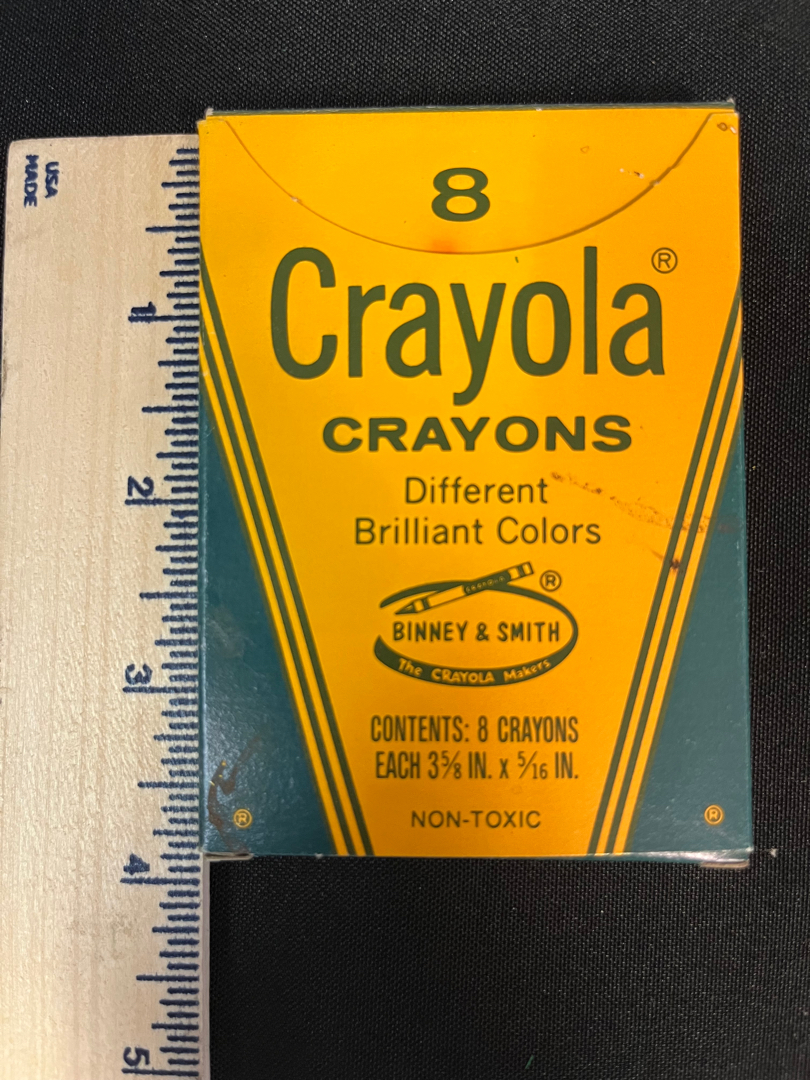 USA
MADE
1
2
3
4
5
8
Crayola®
CRAYONS
Different
Brilliant Colors
®
CRAYOLA
BINNEY & SMITH
The CRAYOLA Makers
CONTENTS: 8 CRAYONS
EACH 3⅝ IN. x 5/16 IN.
NON-TOXIC
® ®